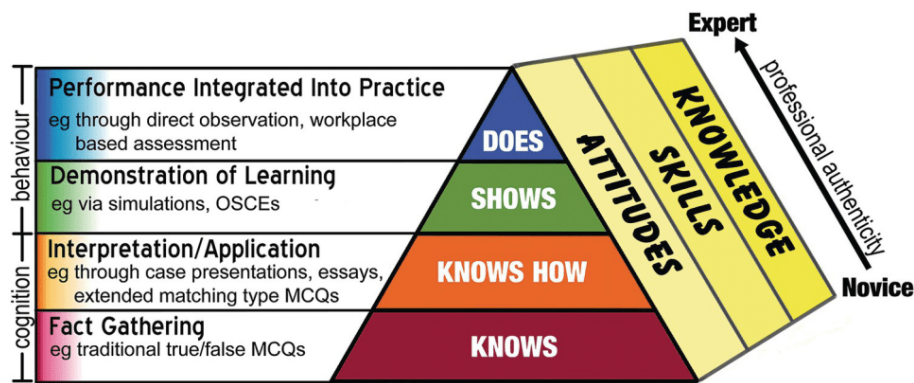 Expert
professional authenticity
Novice
behaviour
cognition
Performance Integrated Into Practice
eg through direct observation, workplace
based assessment
DOES
Demonstration of Learning
eg via simulations, OSCEs
SHOWS
Interpretation/Application
eg through case presentations, essays,
extended matching type MCQs
KNOWS HOW
Fact Gathering
eg traditional true/false MCQs
KNOWS
ATTITUDES
SKILLS
KNOWLEDGE